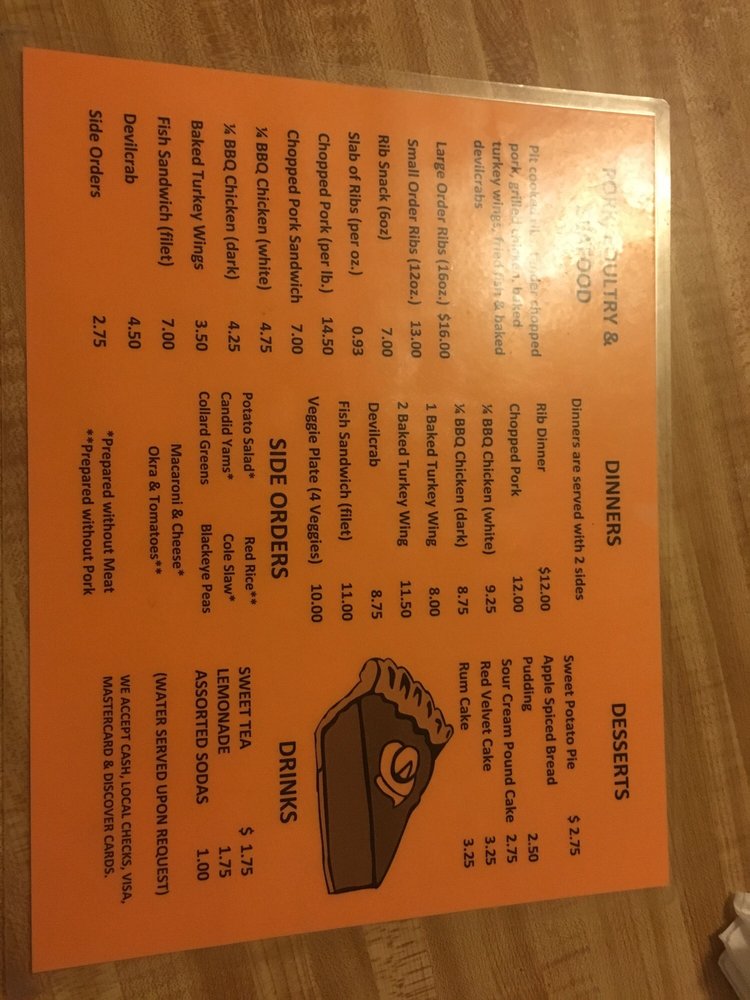 PORK, POULTRY &
SEAFOOD
Pit cooked ribs, tender chopped
pork, grilled chicken, baked
turkey wings, fried fish & baked
devilcrabs
Large Order Ribs (16oz.) $16.00
Small Order Ribs (12oz.) 13.00
Rib Snack (6oz) 7.00
Slab of Ribs (per oz.) 0.93
Chopped Pork (per lb.) 14.50
Chopped Pork Sandwich 7.00
¼ BBQ Chicken (white) 4.75
¼ BBQ Chicken (dark) 4.25
Baked Turkey Wings 3.50
Fish Sandwich (filet) 7.00
Devilcrab 4.50
Side Orders 2.75
DINNERS
Dinners are served with 2 sides
Rib Dinner $12.00
Chopped Pork 12.00
¼ BBQ Chicken (white) 9.25
¼ BBQ Chicken (dark) 8.75
1 Baked Turkey Wing 8.00
2 Baked Turkey Wing 11.50
Devilcrab 8.75
Fish Sandwich (filet) 11.00
Veggie Plate (4 Veggies) 10.00
SIDE ORDERS
Potato Salad* Red Rice**
Candid Yams* Cole Slaw*
Collard Greens Blackeye Peas
Macaroni & Cheese*
Okra & Tomatoes**
*Prepared without Meat
**Prepared without Pork
DESSERTS
Sweet Potato Pie $ 2.75
Apple Spiced Bread
Pudding 2.50
Sour Cream Pound Cake 2.75
Red Velvet Cake 3.25
Rum Cake 3.25
DRINKS
SWEET TEA $ 1.75
LEMONADE 1.75
ASSORTED SODAS 1.00
(WATER SERVED UPON REQUEST)
WE ACCEPT CASH, LOCAL CHECKS, VISA,
MASTERCARD & DISCOVER CARDS.